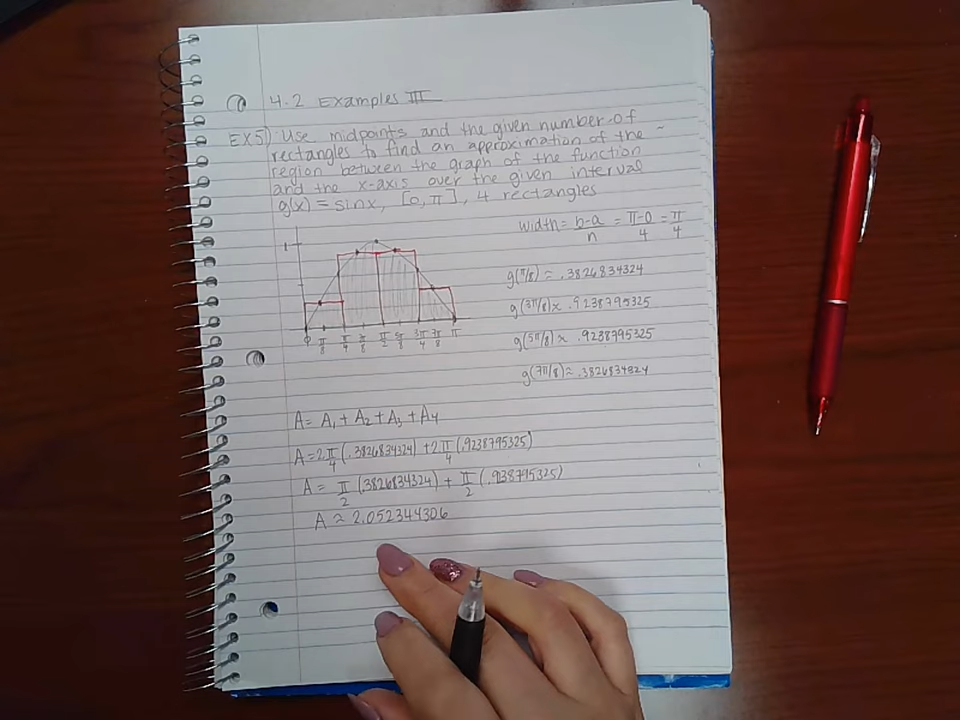 4.2 Examples III
EX5) Use midpoints and the given number of
rectangles to find an approximation of the
region between the graph of the function
and the x-axis over the given interval
g(x) = sinx, [0, π], 4 rectangles
width = b-a/n = π-0/4 = π/4
1
g(π/8) ≈ .3826834324
g(3π/8) ≈ .9238795325
g(5π/8) ≈ .9238795325
g(7π/8) ≈ .3826834324
0 π/8 π/4 3π/8 π/2 5π/8 3π/4 7π/8 π
A = A₁ + A₂ + A₃ + A₄
A = 2π/4 (.3826834324) + 2π/4 (.9238795325)
A = π/2 (.3826834324) + π/2 (.9238795325)
A ≈ 2.052344306